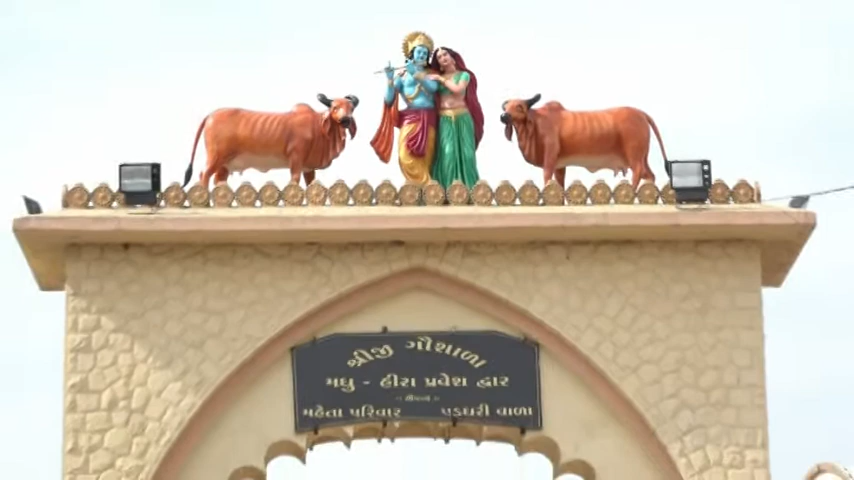 શ્રીજી ગૌશાળા
મધુ - હીરા પ્રવેશ દ્વાર
મહેતા પરિવાર પડધરી વાળા